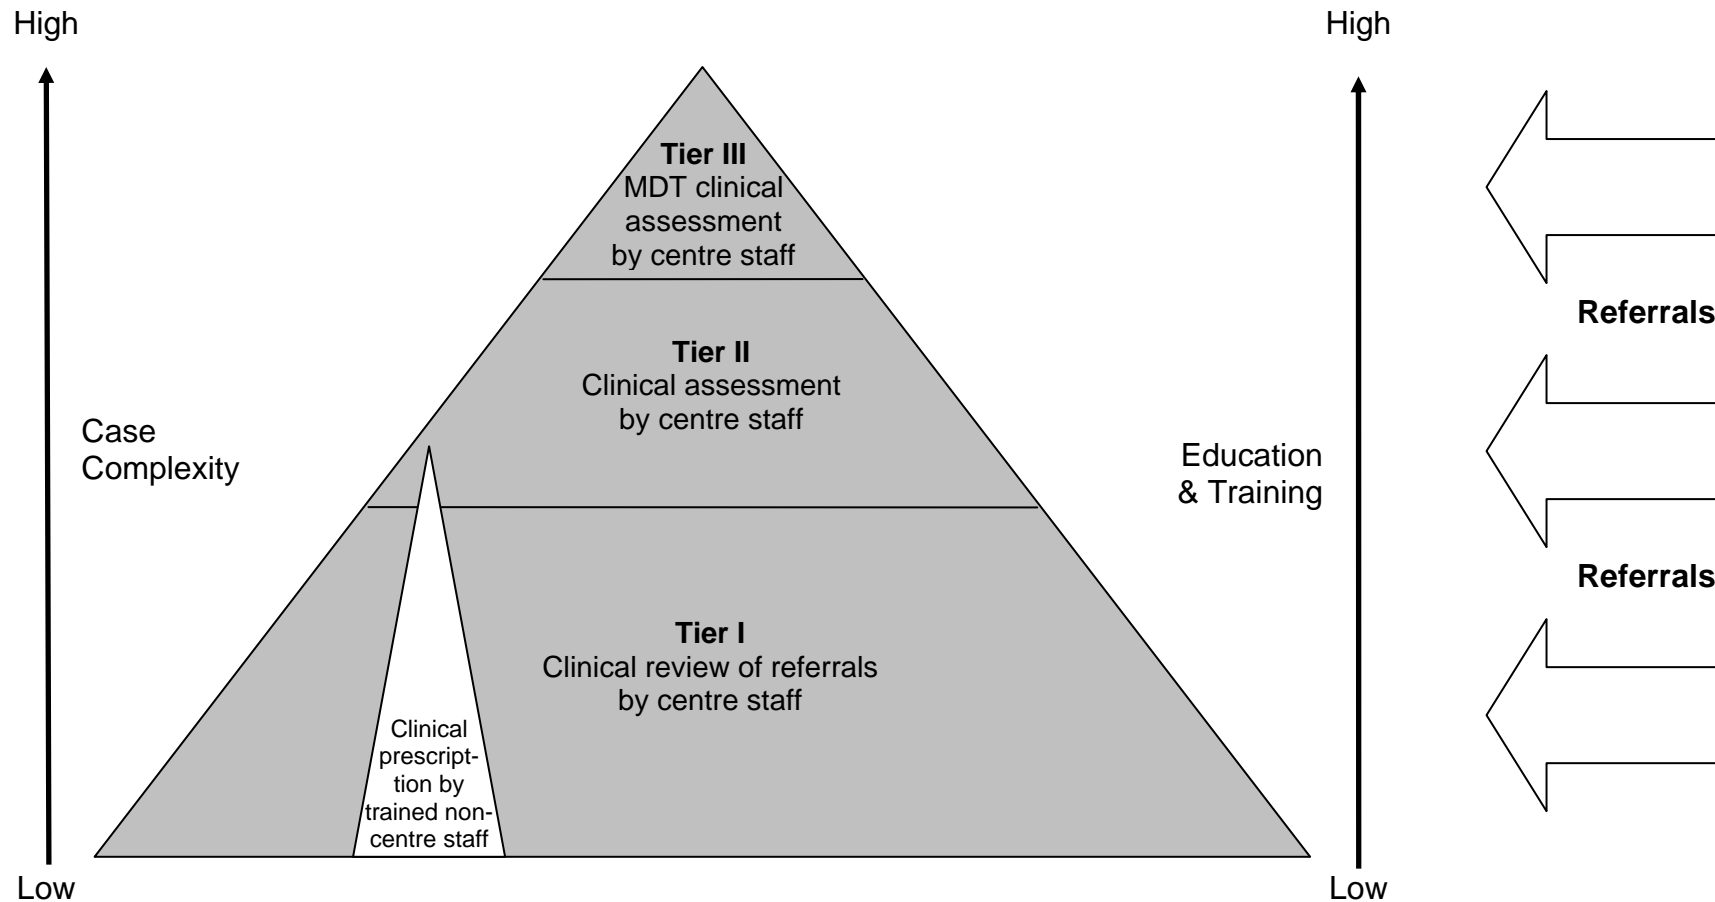 High
High
Tier III
MDT clinical
assessment
by centre staff
Referrals
Tier II
Clinical assessment
by centre staff
Case
Complexity
Education
& Training
Referrals
Tier I
Clinical review of referrals
by centre staff
Clinical
prescript-
tion by
trained non-
centre staff
Low
Low